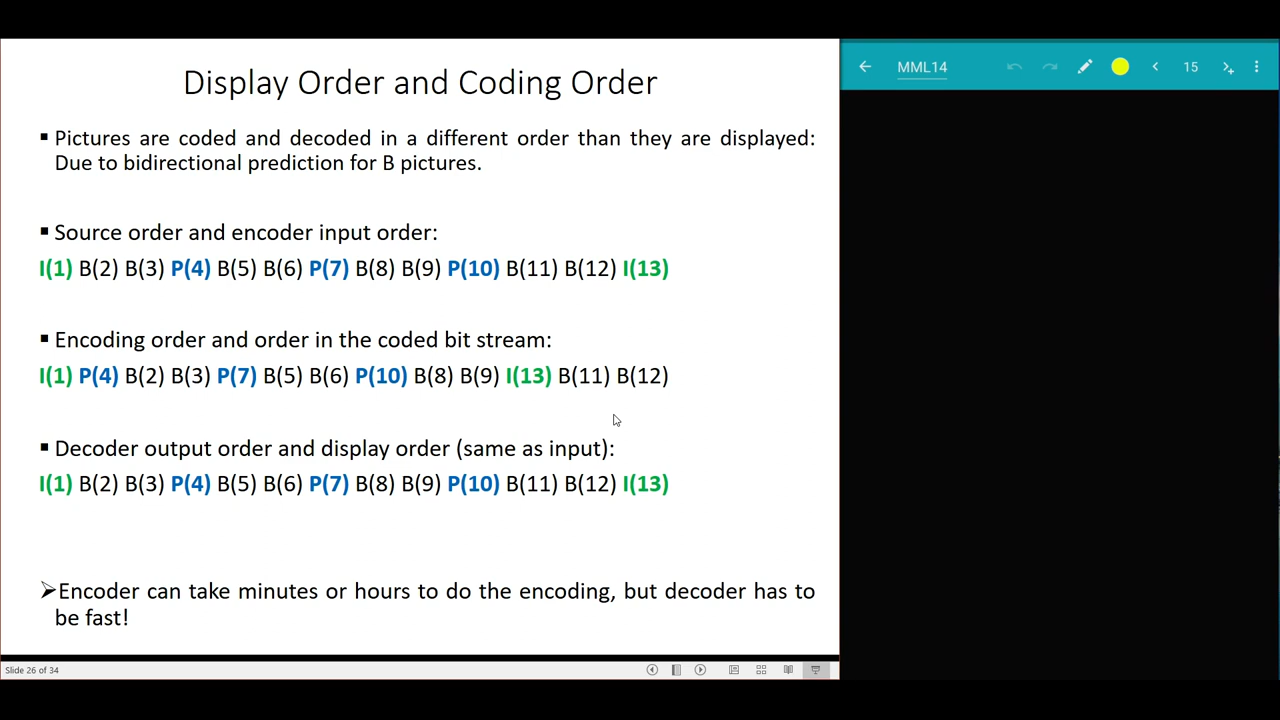 Display Order and Coding Order
▪ Pictures are coded and decoded in a different order than they are displayed:
Due to bidirectional prediction for B pictures.
▪ Source order and encoder input order:
I(1) B(2) B(3) P(4) B(5) B(6) P(7) B(8) B(9) P(10) B(11) B(12) I(13)
▪ Encoding order and order in the coded bit stream:
I(1) P(4) B(2) B(3) P(7) B(5) B(6) P(10) B(8) B(9) I(13) B(11) B(12)
▪ Decoder output order and display order (same as input):
I(1) B(2) B(3) P(4) B(5) B(6) P(7) B(8) B(9) P(10) B(11) B(12) I(13)
➢Encoder can take minutes or hours to do the encoding, but decoder has to
be fast!
Slide 26 of 34
MML14
15